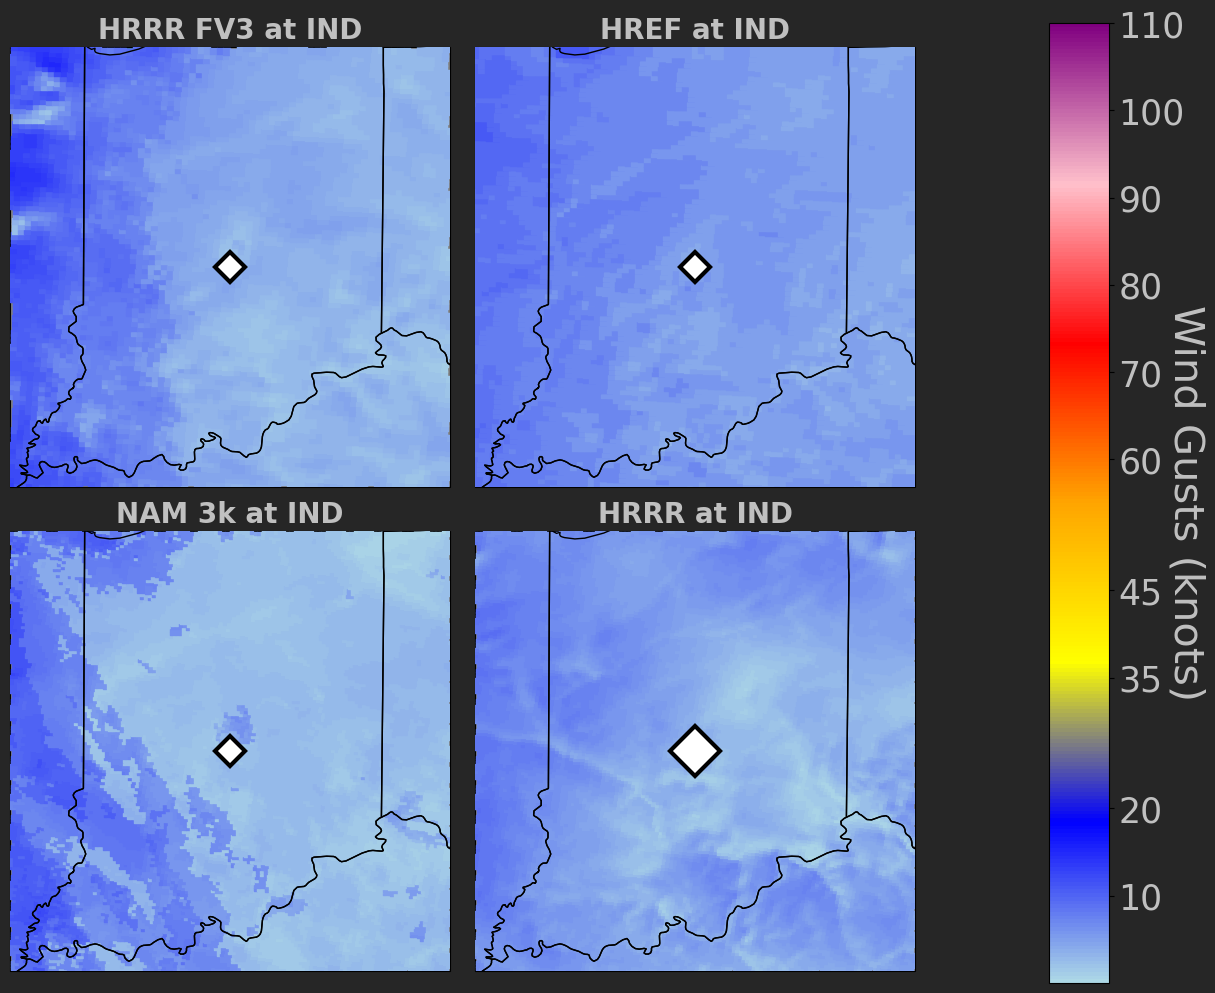 HRRR FV3 at IND
HREF at IND
NAM 3k at IND
HRRR at IND
110
100
90
80
70
60
45
35
20
10
Wind Gusts (knots)